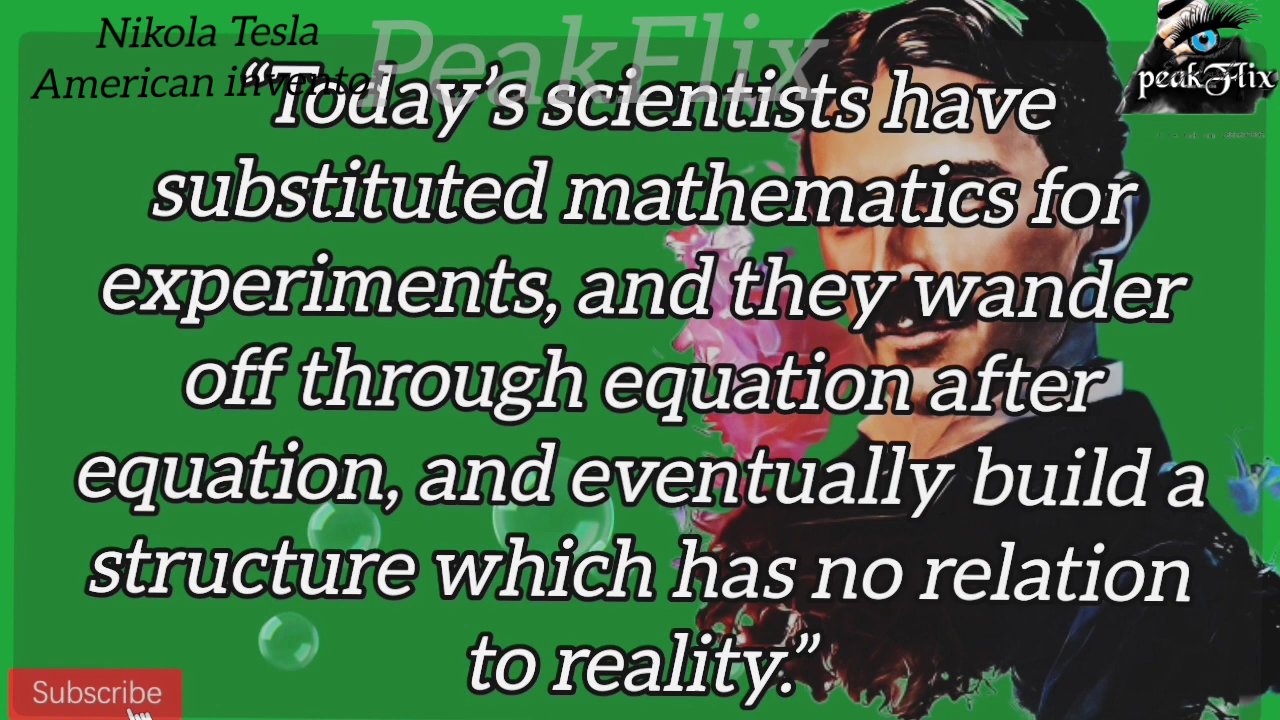 Nikola Tesla
American inventor
PeakFlix
peakFlix
“Today’s scientists have
substituted mathematics for
experiments, and they wander
off through equation after
equation, and eventually build a
structure which has no relation
to reality.”
Subscribe